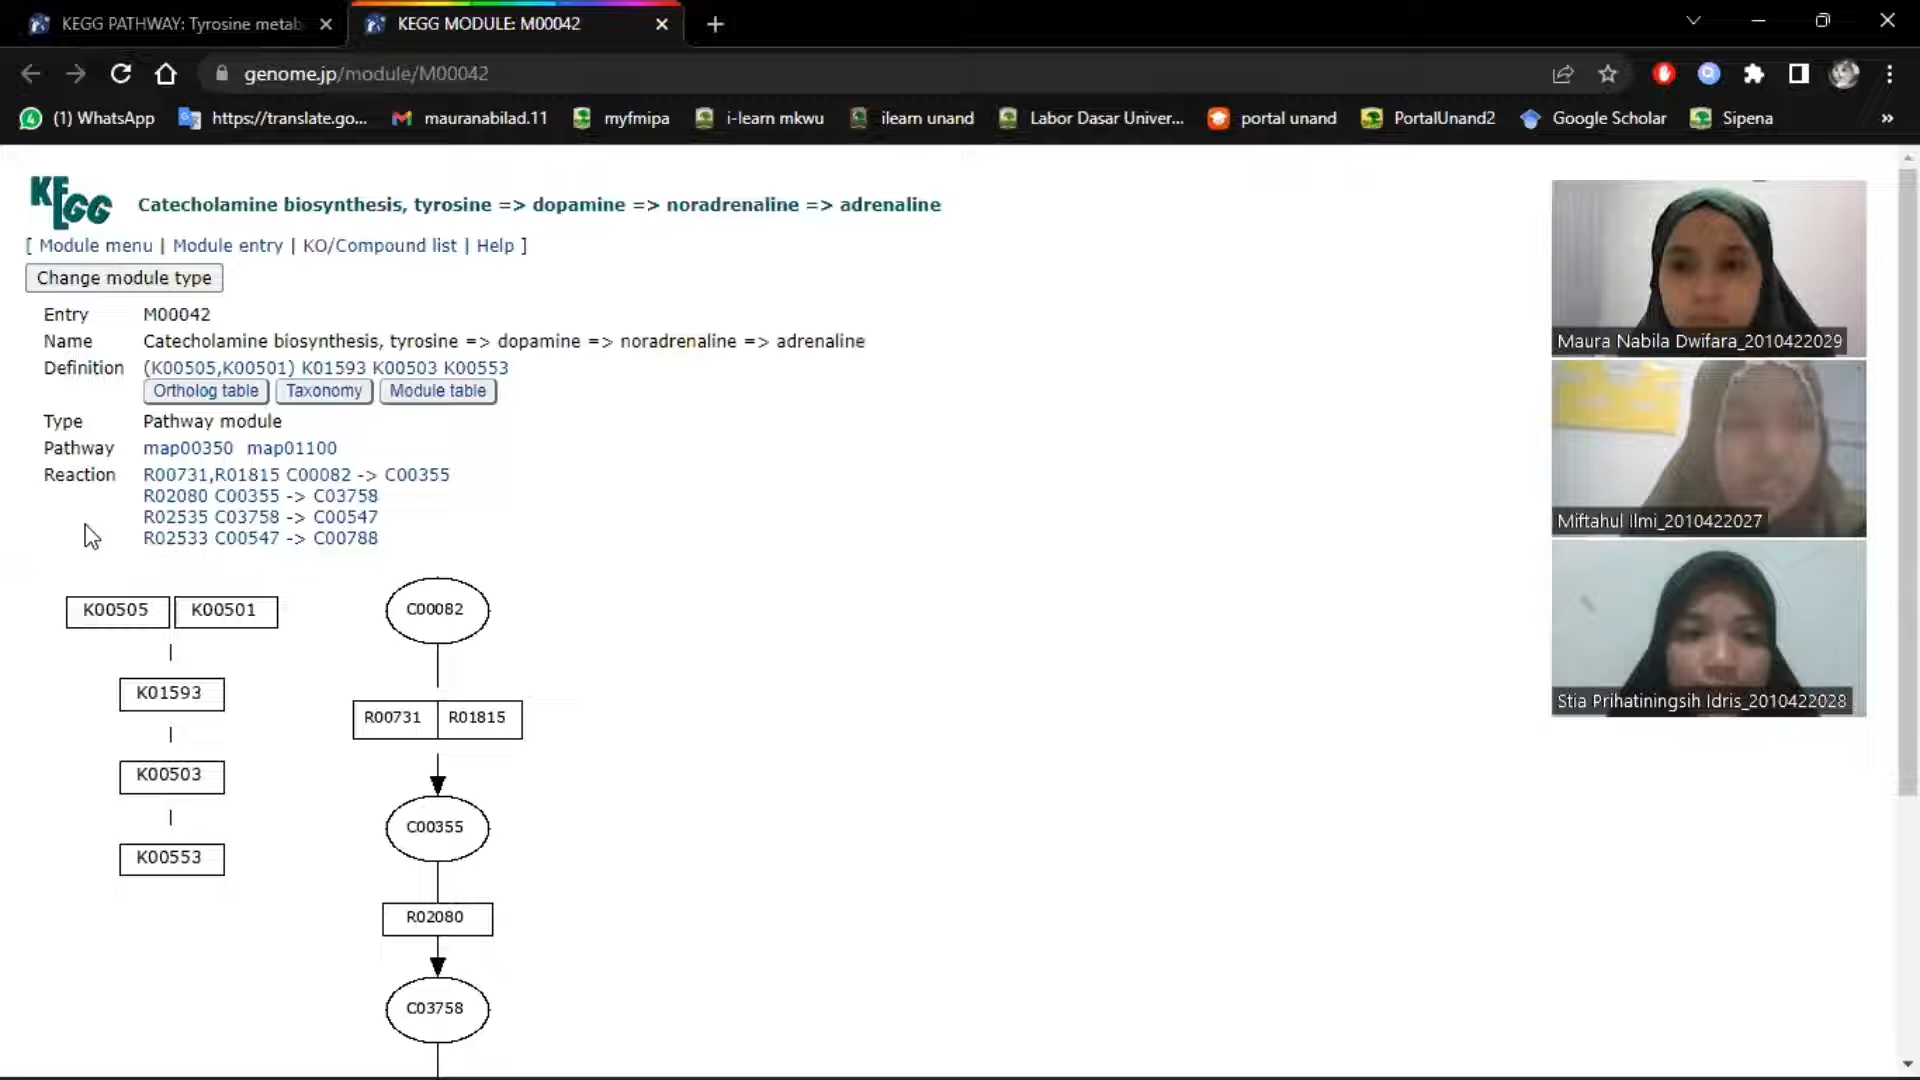 KEGG PATHWAY: Tyrosine metab
KEGG MODULE: M00042
genome.jp/module/M00042
(1) WhatsApp
https://translate.go...
mauranabilad.11
myfmipa
i-learn mkwu
ilearn unand
Labor Dasar Univer...
portal unand
PortalUnand2
Google Scholar
Sipena
»
KEGG
Catecholamine biosynthesis, tyrosine => dopamine => noradrenaline => adrenaline
[ Module menu | Module entry | KO/Compound list | Help ]
Change module type
Entry M00042
Name Catecholamine biosynthesis, tyrosine => dopamine => noradrenaline => adrenaline
Definition (K00505,K00501) K01593 K00503 K00553
Ortholog table Taxonomy Module table
Type Pathway module
Pathway map00350 map01100
Reaction R00731,R01815 C00082 -> C00355
R02080 C00355 -> C03758
R02535 C03758 -> C00547
R02533 C00547 -> C00788
K00505 K00501
K01593
K00503
K00553
C00082
R00731 R01815
C00355
R02080
C03758
Maura Nabila Dwifara_2010422029
Miftahul Ilmi_2010422027
Stia Prihatiningsih Idris_2010422028